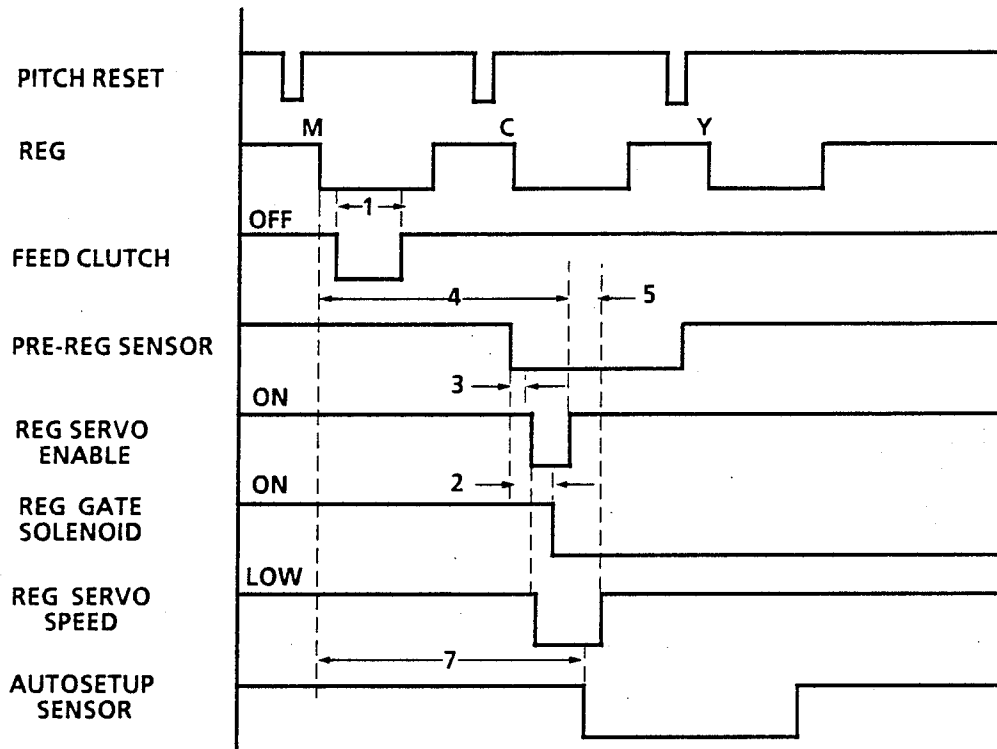 PITCH RESET
M C Y
REG
1
OFF
FEED CLUTCH
4 5
PRE-REG SENSOR
3
ON
REG SERVO
ENABLE
ON 2
REG GATE
SOLENOID
LOW
REG SERVO
SPEED
7
AUTOSETUP
SENSOR